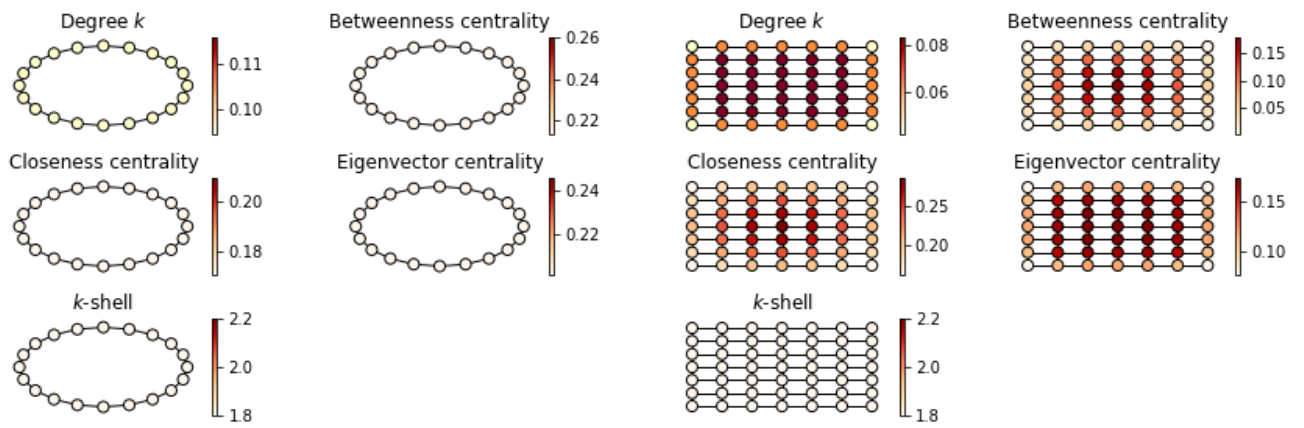 Degree k
Betweenness centrality
Degree k
Betweenness centrality
0.11
0.10
0.26
0.24
0.22
0.08
0.06
0.15
0.10
0.05
Closeness centrality
Eigenvector centrality
Closeness centrality
Eigenvector centrality
0.20
0.18
0.24
0.22
0.25
0.20
0.15
0.10
k-shell
k-shell
2.2
2.0
1.8
2.2
2.0
1.8